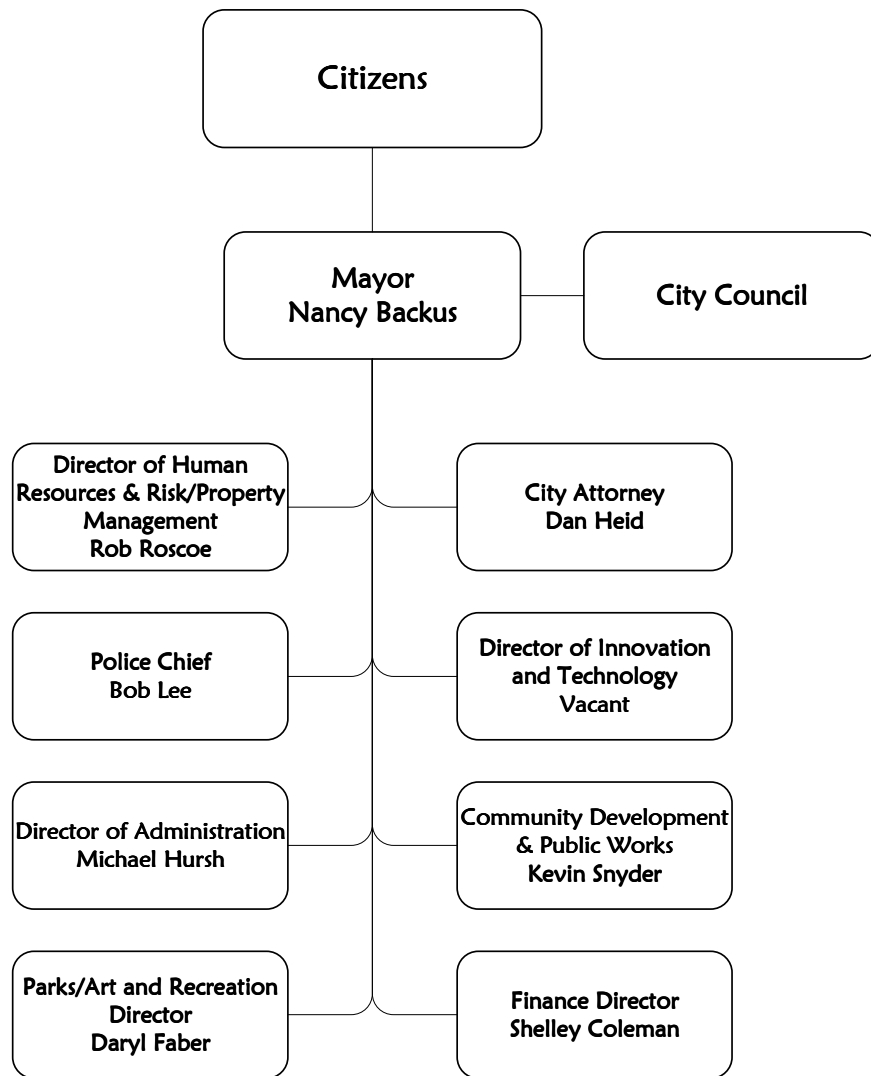 Citizens
Mayor
Nancy Backus
City Council
Director of Human
Resources & Risk/Property
Management
Rob Roscoe
City Attorney
Dan Heid
Police Chief
Bob Lee
Director of Innovation
and Technology
Vacant
Director of Administration
Michael Hursh
Community Development
& Public Works
Kevin Snyder
Parks/Art and Recreation
Director
Daryl Faber
Finance Director
Shelley Coleman